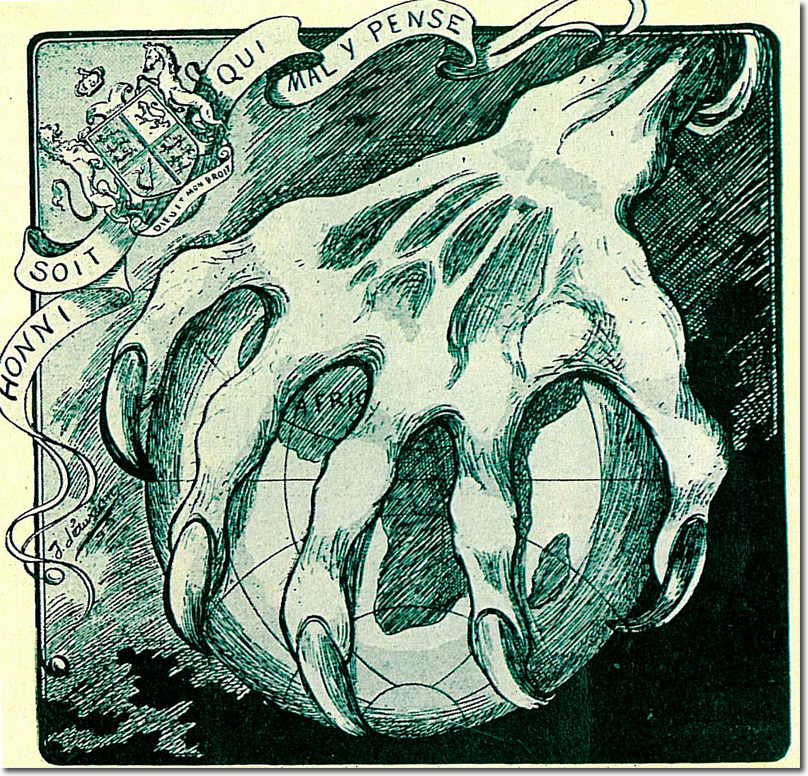 HONNI
SOIT
QUI
MAL Y PENSE
DIEU ET MON DROIT
AFRIC